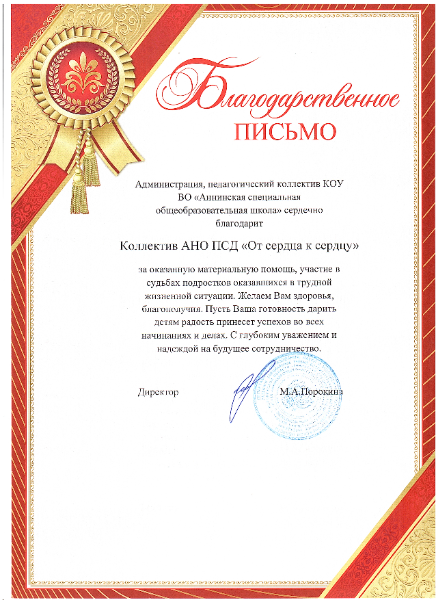 Благодарственное
ПИСЬМО
Администрация, педагогический коллектив КОУ
ВО «Аннинская специальная
общеобразовательная школа» сердечно
благодарит
Коллектив АНО ПСД «От сердца к сердцу»
за оказанную материальную помощь, участие в
судьбах подростков оказавшихся в трудной
жизненной ситуации. Желаем Вам здоровья,
благополучия. Пусть Ваша готовность дарить
детям радость принесет успехов во всех
начинаниях и делах. С глубоким уважением и
надеждой на будущее сотрудничество.
Директор М.А.Порокина